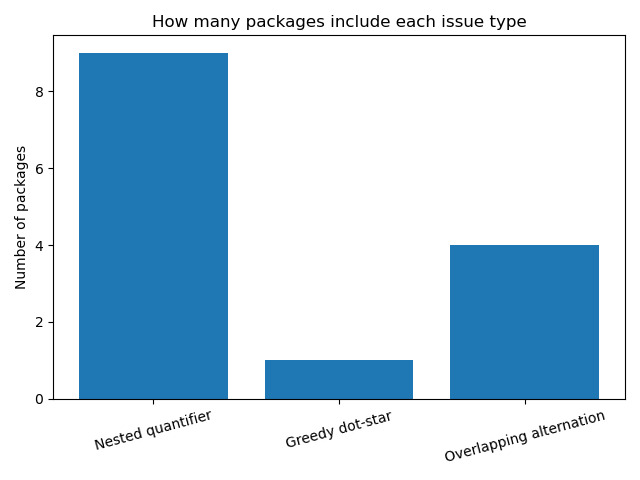 How many packages include each issue type
Number of packages
8
6
4
2
0
Nested quantifier
Greedy dot-star
Overlapping alternation